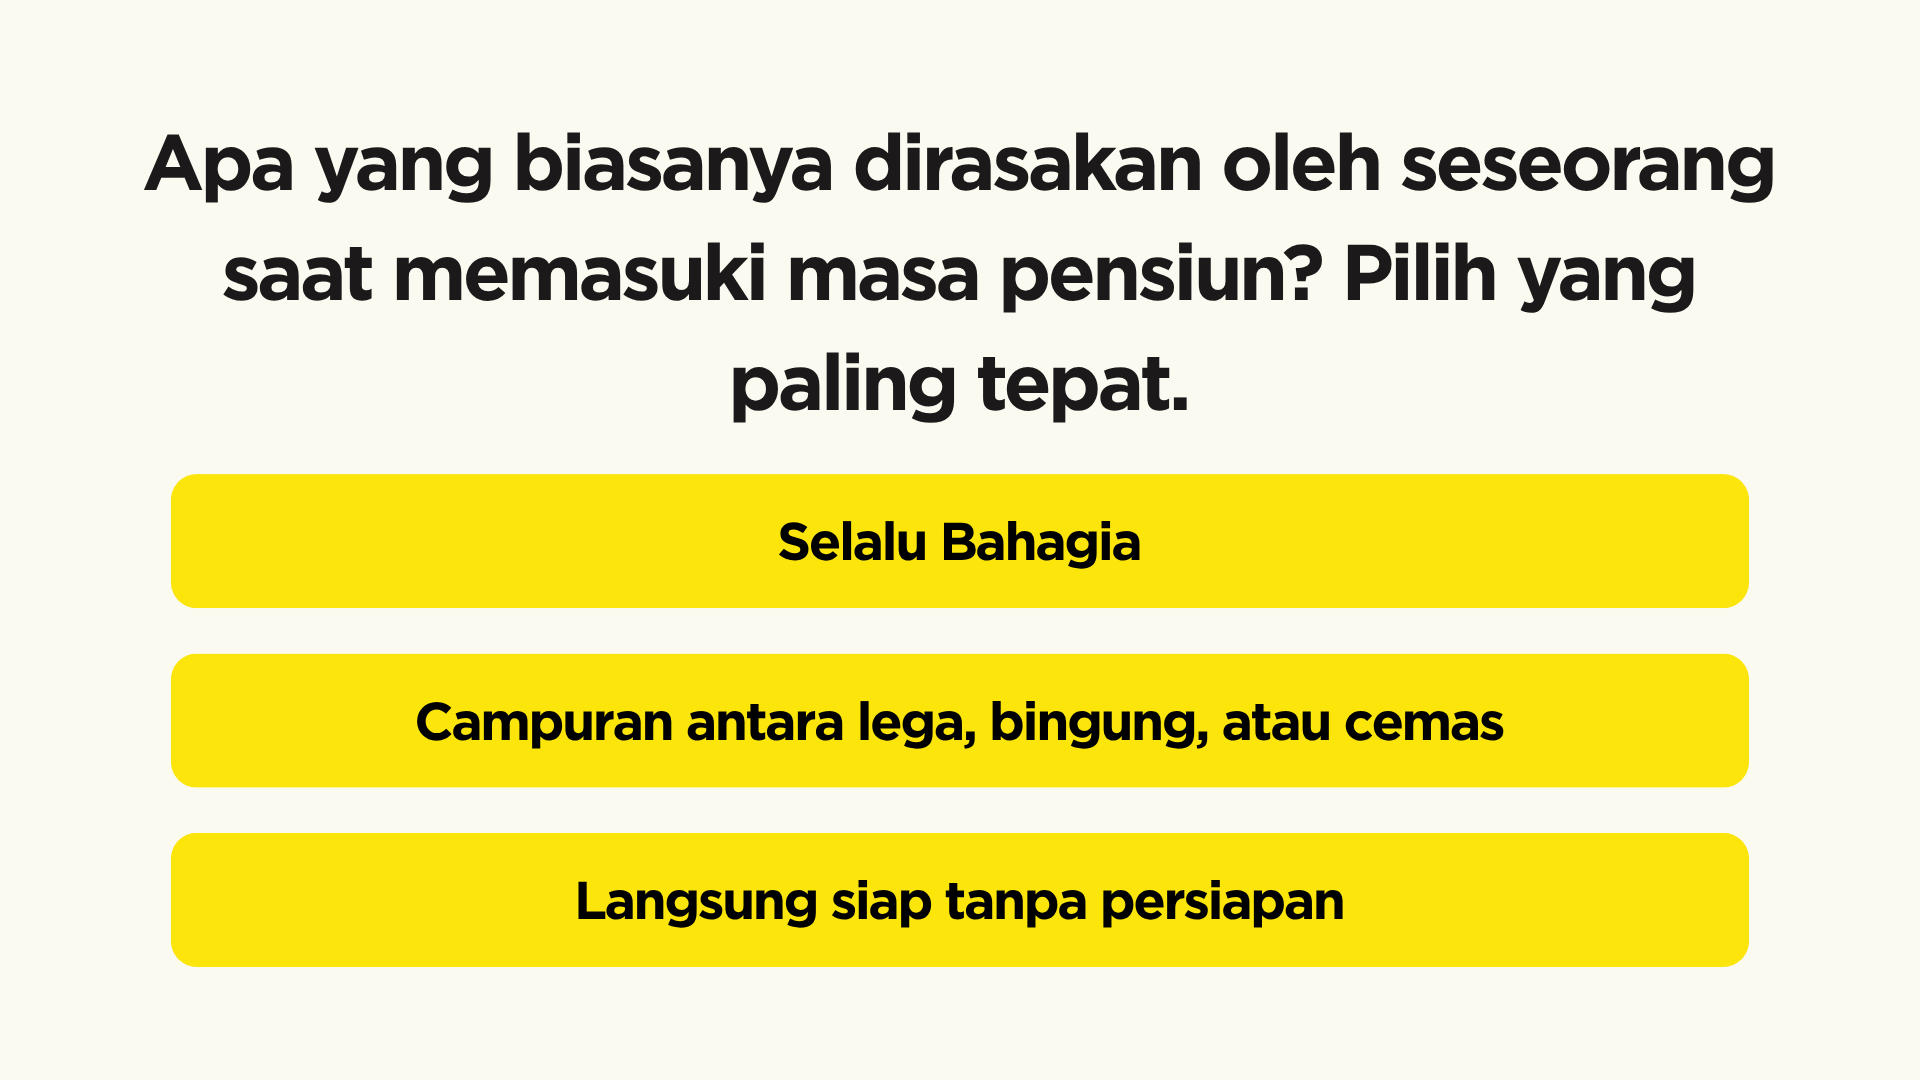 Apa yang biasanya dirasakan oleh seseorang
saat memasuki masa pensiun? Pilih yang
paling tepat.
Selalu Bahagia
Campuran antara lega, bingung, atau cemas
Langsung siap tanpa persiapan